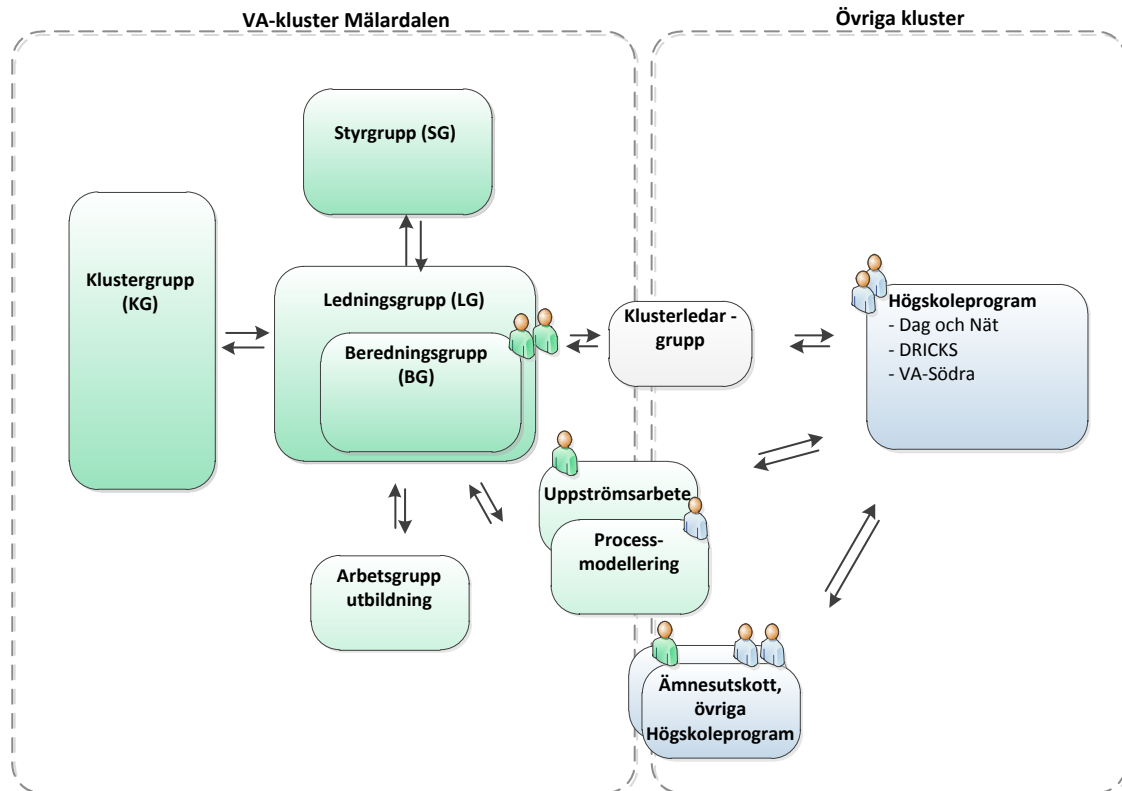 VA-kluster Mälardalen
Övriga kluster
Styrgrupp (SG)
Klustergrupp
(KG)
Ledningsgrupp (LG)
Beredningsgrupp
(BG)
Klusterledar -
grupp
Högskoleprogram
- Dag och Nät
- DRICKS
- VA-Södra
Uppströmsarbete
Process-
modellering
Arbetsgrupp
utbildning
Ämnesutskott,
övriga
Högskoleprogram